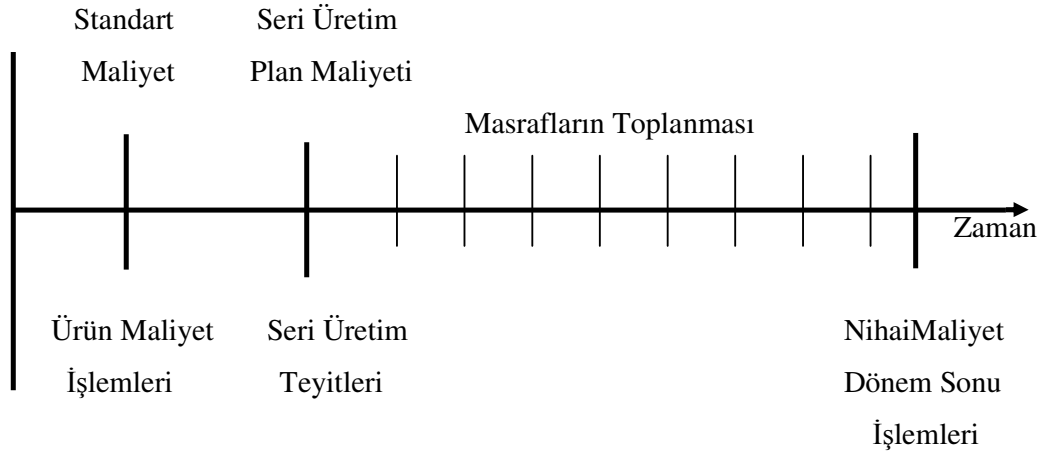 Standart
Maliyet
Seri Üretim
Plan Maliyeti
Masrafların Toplanması
Zaman
Ürün Maliyet
İşlemleri
Seri Üretim
Teyitleri
NihaiMaliyet
Dönem Sonu
İşlemleri